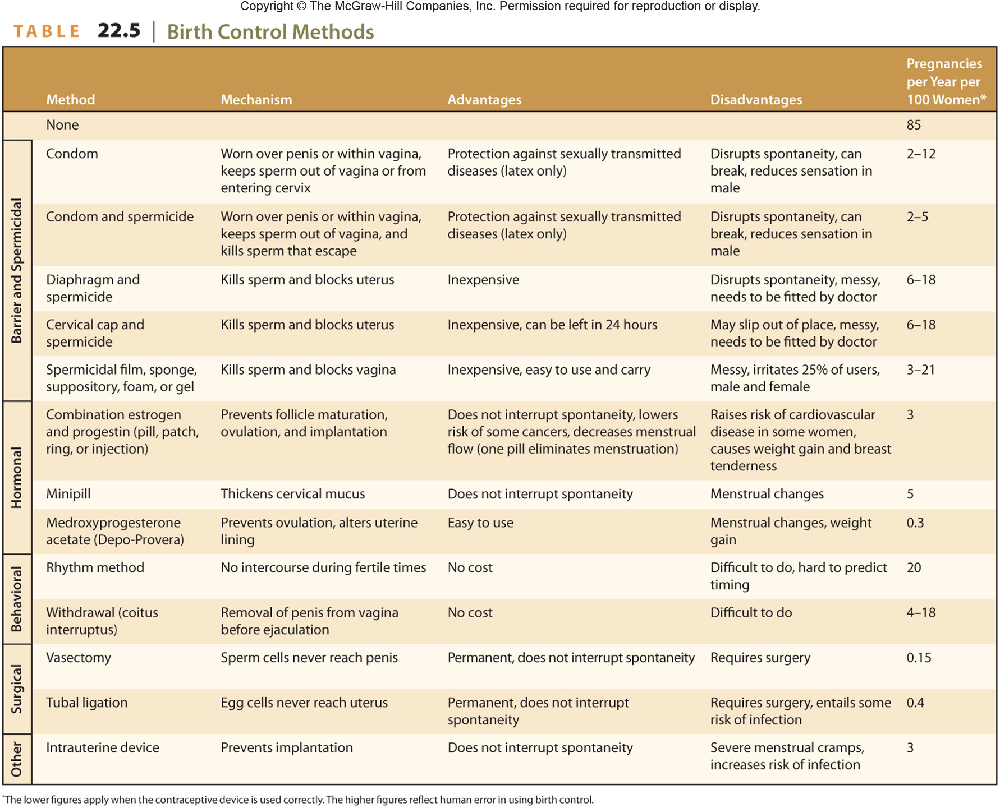 Copyright © The McGraw-Hill Companies, Inc. Permission required for reproduction or display.
TABLE 22.5 | Birth Control Methods
Method Mechanism Advantages Disadvantages Pregnancies per Year per 100 Women*
None 85
Barrier and Spermicidal
Condom
Worn over penis or within vagina,
keeps sperm out of vagina or from
entering cervix
Protection against sexually transmitted
diseases (latex only)
Disrupts spontaneity, can
break, reduces sensation in
male
2–12
Condom and spermicide
Worn over penis or within vagina,
keeps sperm out of vagina, and
kills sperm that escape
Protection against sexually transmitted
diseases (latex only)
Disrupts spontaneity, can
break, reduces sensation in
male
2–5
Diaphragm and
spermicide
Kills sperm and blocks uterus
Inexpensive
Disrupts spontaneity, messy,
needs to be fitted by doctor
6–18
Cervical cap and
spermicide
Kills sperm and blocks uterus
Inexpensive, can be left in 24 hours
May slip out of place, messy,
needs to be fitted by doctor
6–18
Spermicidal film, sponge,
suppository, foam, or gel
Kills sperm and blocks vagina
Inexpensive, easy to use and carry
Messy, irritates 25% of users,
male and female
3–21
Hormonal
Combination estrogen
and progestin (pill, patch,
ring, or injection)
Prevents follicle maturation,
ovulation, and implantation
Does not interrupt spontaneity, lowers
risk of some cancers, decreases menstrual
flow (one pill eliminates menstruation)
Raises risk of cardiovascular
disease in some women,
causes weight gain and breast
tenderness
3
Minipill
Thickens cervical mucus
Does not interrupt spontaneity
Menstrual changes
5
Medroxyprogesterone
acetate (Depo-Provera)
Prevents ovulation, alters uterine
lining
Easy to use
Menstrual changes, weight
gain
0.3
Behavioral
Rhythm method
No intercourse during fertile times
No cost
Difficult to do, hard to predict
timing
20
Withdrawal (coitus
interruptus)
Removal of penis from vagina
before ejaculation
No cost
Difficult to do
4–18
Surgical
Vasectomy
Sperm cells never reach penis
Permanent, does not interrupt spontaneity
Requires surgery
0.15
Tubal ligation
Egg cells never reach uterus
Permanent, does not interrupt
spontaneity
Requires surgery, entails some
risk of infection
0.4
Other
Intrauterine device
Prevents implantation
Does not interrupt spontaneity
Severe menstrual cramps,
increases risk of infection
3
*The lower figures apply when the contraceptive device is used correctly. The higher figures reflect human error in using birth control.